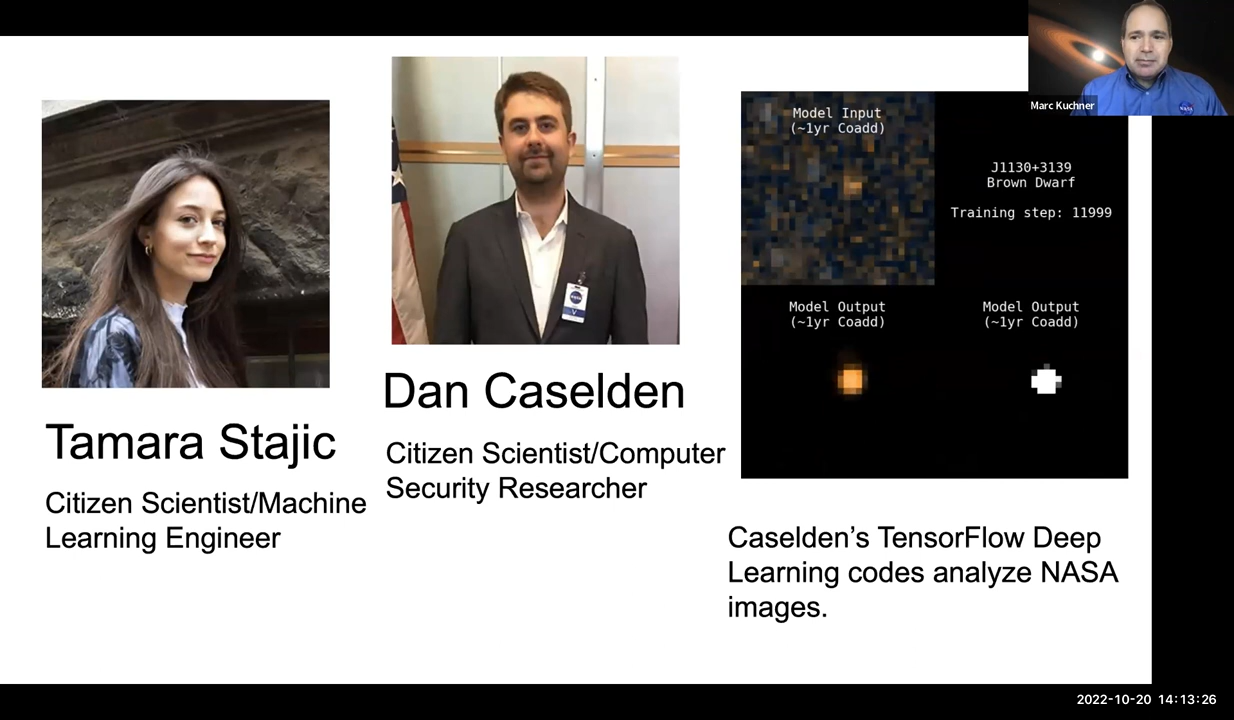 Marc Kuchner
Tamara Stajic
Citizen Scientist/Machine
Learning Engineer
Dan Caselden
Citizen Scientist/Computer
Security Researcher
Model Input
(~1yr Coadd)
J1130+3139
Brown Dwarf
Training step: 11999
Model Output
(~1yr Coadd)
Model Output
(~1yr Coadd)
Caselden’s TensorFlow Deep
Learning codes analyze NASA
images.
NASA
V
NASA
2022-10-20 14:13:26